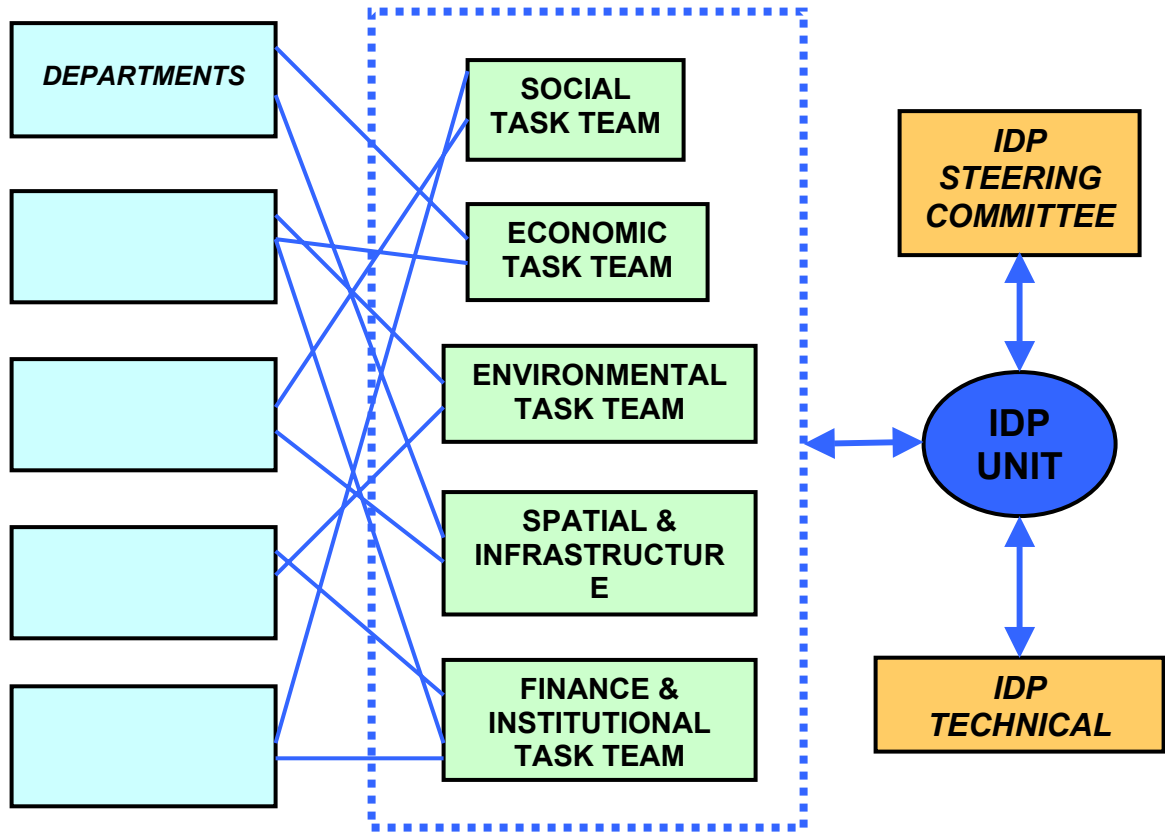 DEPARTMENTS
SOCIAL
TASK TEAM
ECONOMIC
TASK TEAM
ENVIRONMENTAL
TASK TEAM
SPATIAL &
INFRASTRUCTUR
E
FINANCE &
INSTITUTIONAL
TASK TEAM
IDP
STEERING
COMMITTEE
IDP
UNIT
IDP
TECHNICAL